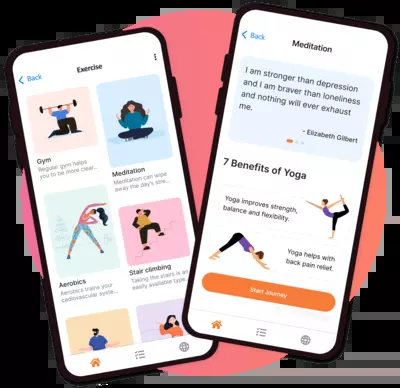 Back
Exercise
Gym
Regular gym helps
you to be more clear...
Meditation
Meditation can wipe
away the day's stre...
Aerobics
Aerobics trains your
cardiovascular syste...
Stair climbing
Taking the stairs is an
easily available type...
Back
Meditation
I am stronger than depression
and I am braver than loneliness
and nothing will ever exhaust
me.
- Elizabeth Gilbert
7 Benefits of Yoga
Yoga improves strength,
balance and flexibility.
Yoga helps with
back pain relief.
Start Journey